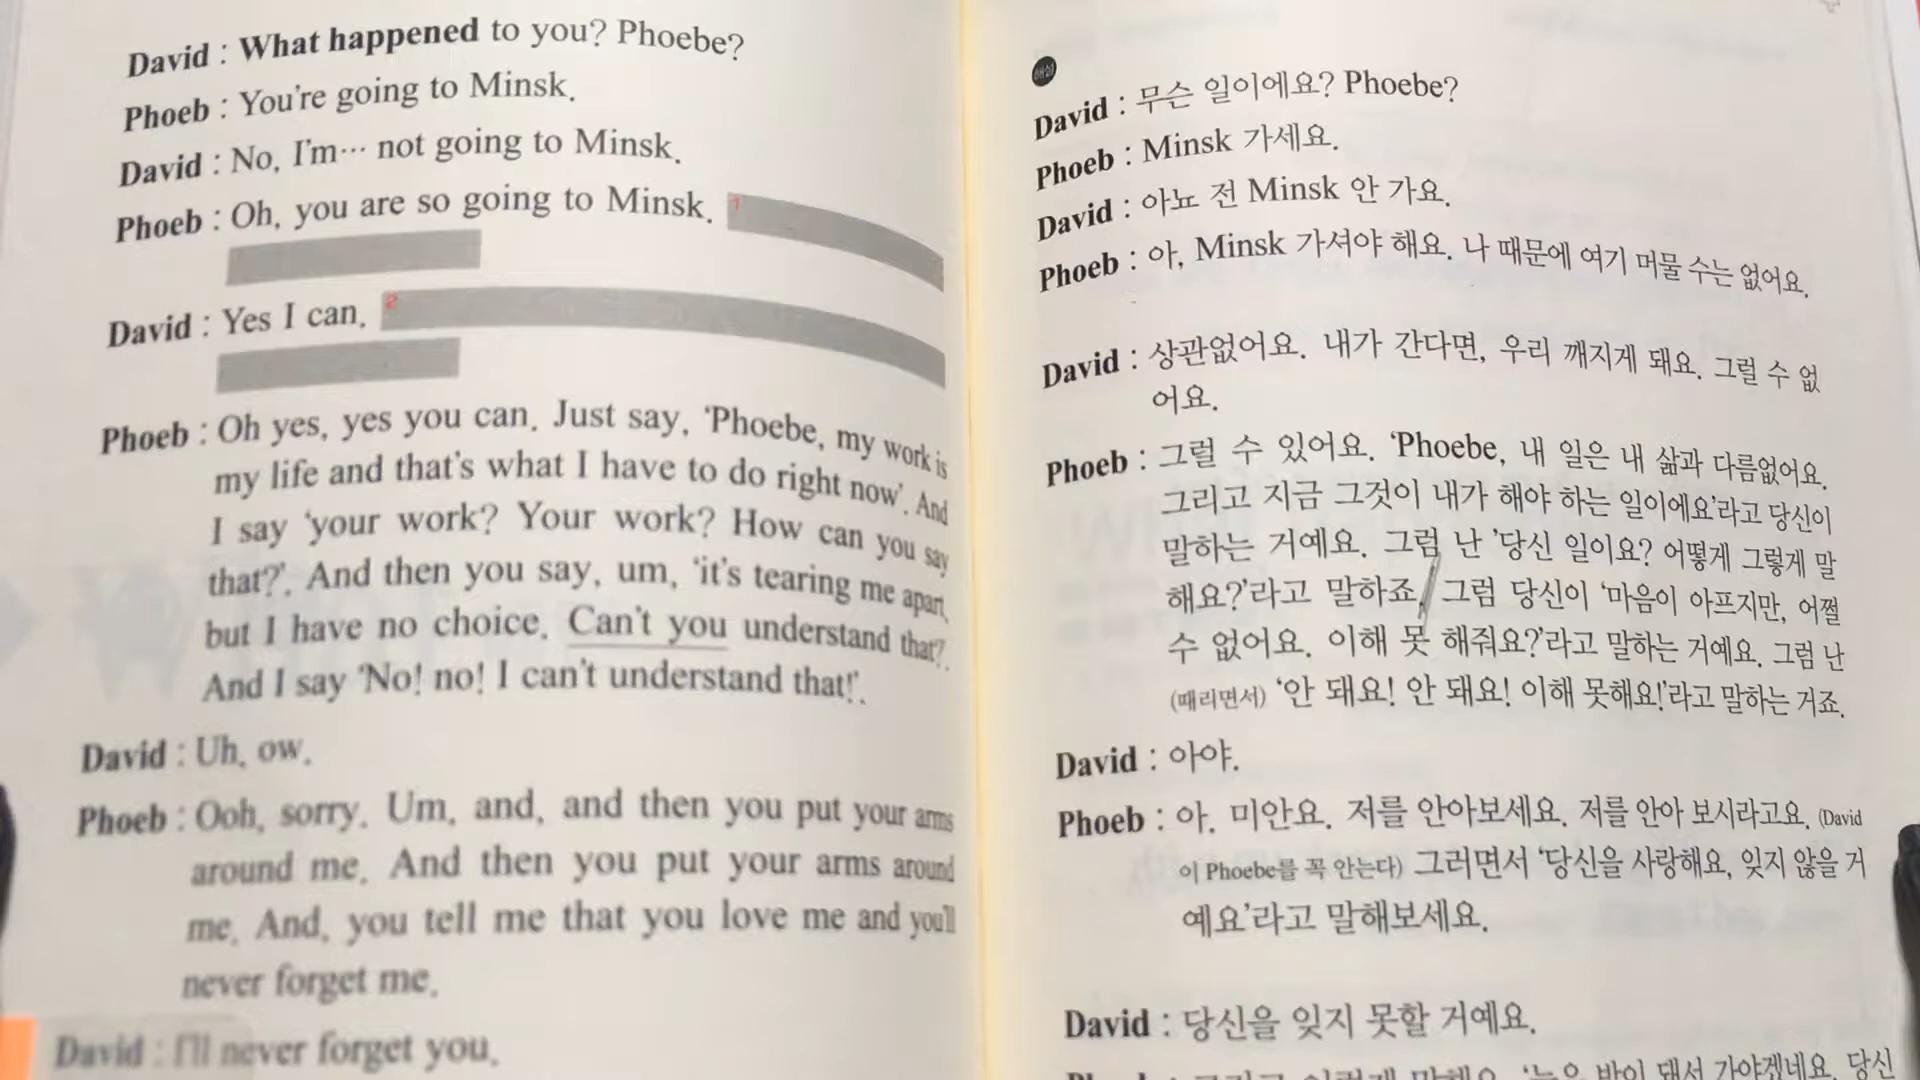 David : What happened to you? Phoebe?
Phoeb : You're going to Minsk.
David : No, I'm… not going to Minsk.
Phoeb : Oh, you are so going to Minsk. 1
David : Yes I can. 2
Phoeb : Oh yes, yes you can. Just say, 'Phoebe, my work is
my life and that's what I have to do right now'. And
I say 'your work? Your work? How can you say
that?'. And then you say, um, 'it's tearing me apart,
but I have no choice. Can't you understand that?'.
And I say 'No! no! I can't understand that!'.
David : Uh, ow.
Phoeb : Ooh, sorry. Um, and, and then you put your arms
around me. And then you put your arms around
me. And, you tell me that you love me and you'll
never forget me.
David : I'll never forget you.
해설
David : 무슨 일이에요? Phoebe?
Phoeb : Minsk 가세요.
David : 아뇨 전 Minsk 안 가요.
Phoeb : 아, Minsk 가셔야 해요. 나 때문에 여기 머물 수는 없어요.
David : 상관없어요. 내가 간다면, 우리 깨지게 돼요. 그럴 수 없
어요.
Phoeb : 그럴 수 있어요. 'Phoebe, 내 일은 내 삶과 다름없어요.
그리고 지금 그것이 내가 해야 하는 일이에요'라고 당신이
말하는 거예요. 그럼 난 '당신 일이요? 어떻게 그렇게 말
해요?'라고 말하죠. 그럼 당신이 '마음이 아프지만, 어쩔
수 없어요. 이해 못 해줘요?'라고 말하는 거예요. 그럼 난
(때리면서) '안 돼요! 안 돼요! 이해 못해요!'라고 말하는 거죠.
David : 아야.
Phoeb : 아. 미안요. 저를 안아보세요. 저를 안아 보시라고요. (David
이 Phoebe를 꼭 안는다) 그러면서 '당신을 사랑해요, 잊지 않을 거
예요'라고 말해보세요.
David : 당신을 잊지 못할 거예요.